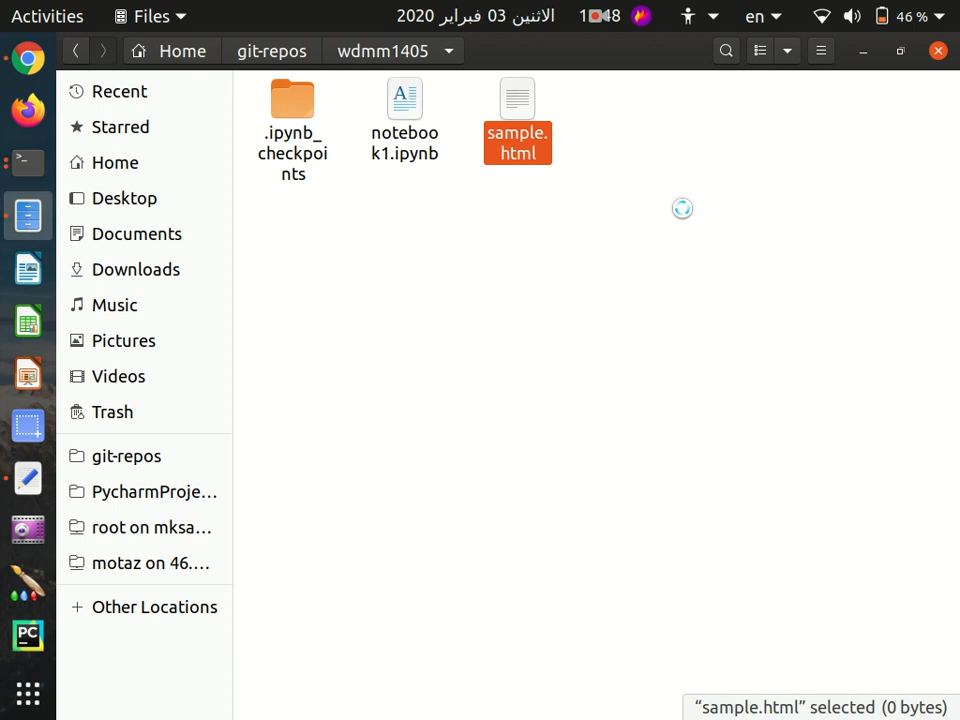 Activities
Files
الاثنين 03 فبراير 2020
en
46 %
Home
git-repos
wdmm1405
Recent
Starred
Home
Desktop
Documents
Downloads
Music
Pictures
Videos
Trash
git-repos
PycharmProje...
root on mksa...
motaz on 46....
Other Locations
.ipynb_
checkpoi
nts
noteboo
k1.ipynb
sample.
html
PC
“sample.html” selected (0 bytes)